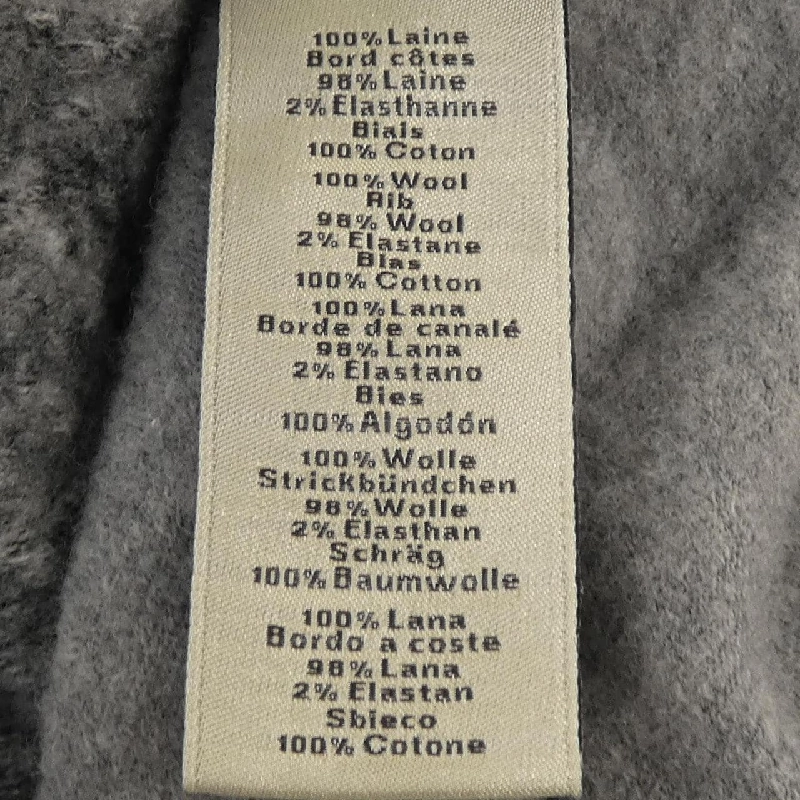 100% Laine
Bord côtes
98% Laine
2% Elasthanne
Biais
100% Coton
100% Wool
Rib
98% Wool
2% Elastane
Bias
100% Cotton
100% Lana
Borde de canalé
98% Lana
2% Elastano
Bies
100% Algodón
100% Wolle
Strickbündchen
98% Wolle
2% Elasthan
Schräg
100% Baumwolle
100% Lana
Bordo a coste
98% Lana
2% Elastan
Sbieco
100% Cotone